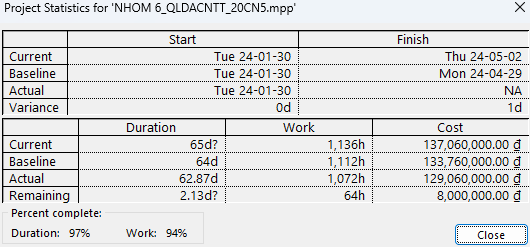 Project Statistics for 'NHOM 6_QLDACNTT_20CN5.mpp'
Start Finish
Current Tue 24-01-30 Thu 24-05-02
Baseline Tue 24-01-30 Mon 24-04-29
Actual Tue 24-01-30 NA
Variance 0d 1d
Duration Work Cost
Current 65d? 1,136h 137,060,000.00 ₫
Baseline 64d 1,112h 133,760,000.00 ₫
Actual 62.87d 1,072h 129,060,000.00 ₫
Remaining 2.13d? 64h 8,000,000.00 ₫
Percent complete:
Duration: 97% Work: 94%
Close